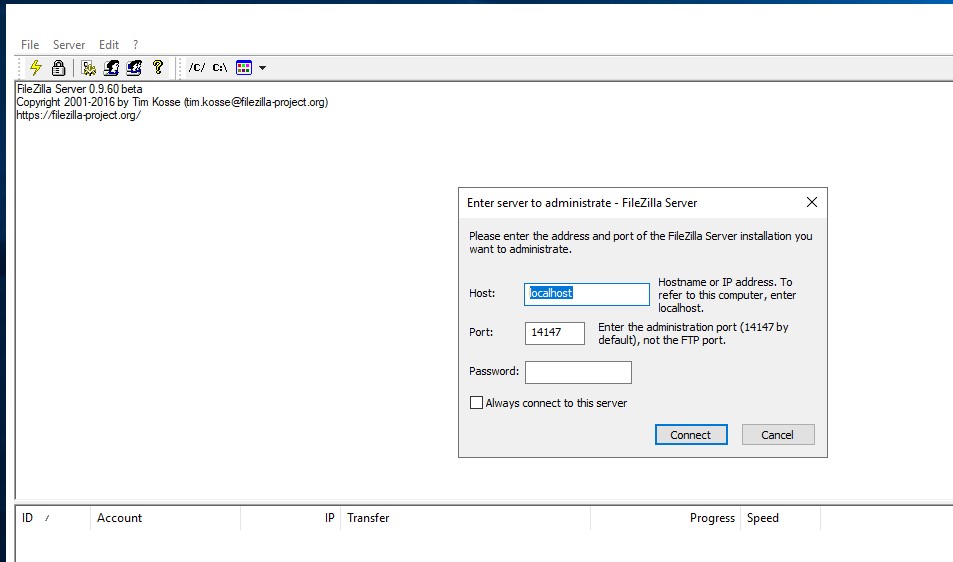 File Server Edit ?
/C/ C:\
FileZilla Server 0.9.60 beta
Copyright 2001-2016 by Tim Kosse (tim.kosse@filezilla-project.org)
https://filezilla-project.org/
Enter server to administrate - FileZilla Server
Please enter the address and port of the FileZilla Server installation you
want to administrate.
Host: localhost
Hostname or IP address. To
refer to this computer, enter
localhost.
Port: 14147
Enter the administration port (14147 by
default), not the FTP port.
Password:
Always connect to this server
Connect Cancel
ID / Account IP Transfer Progress Speed